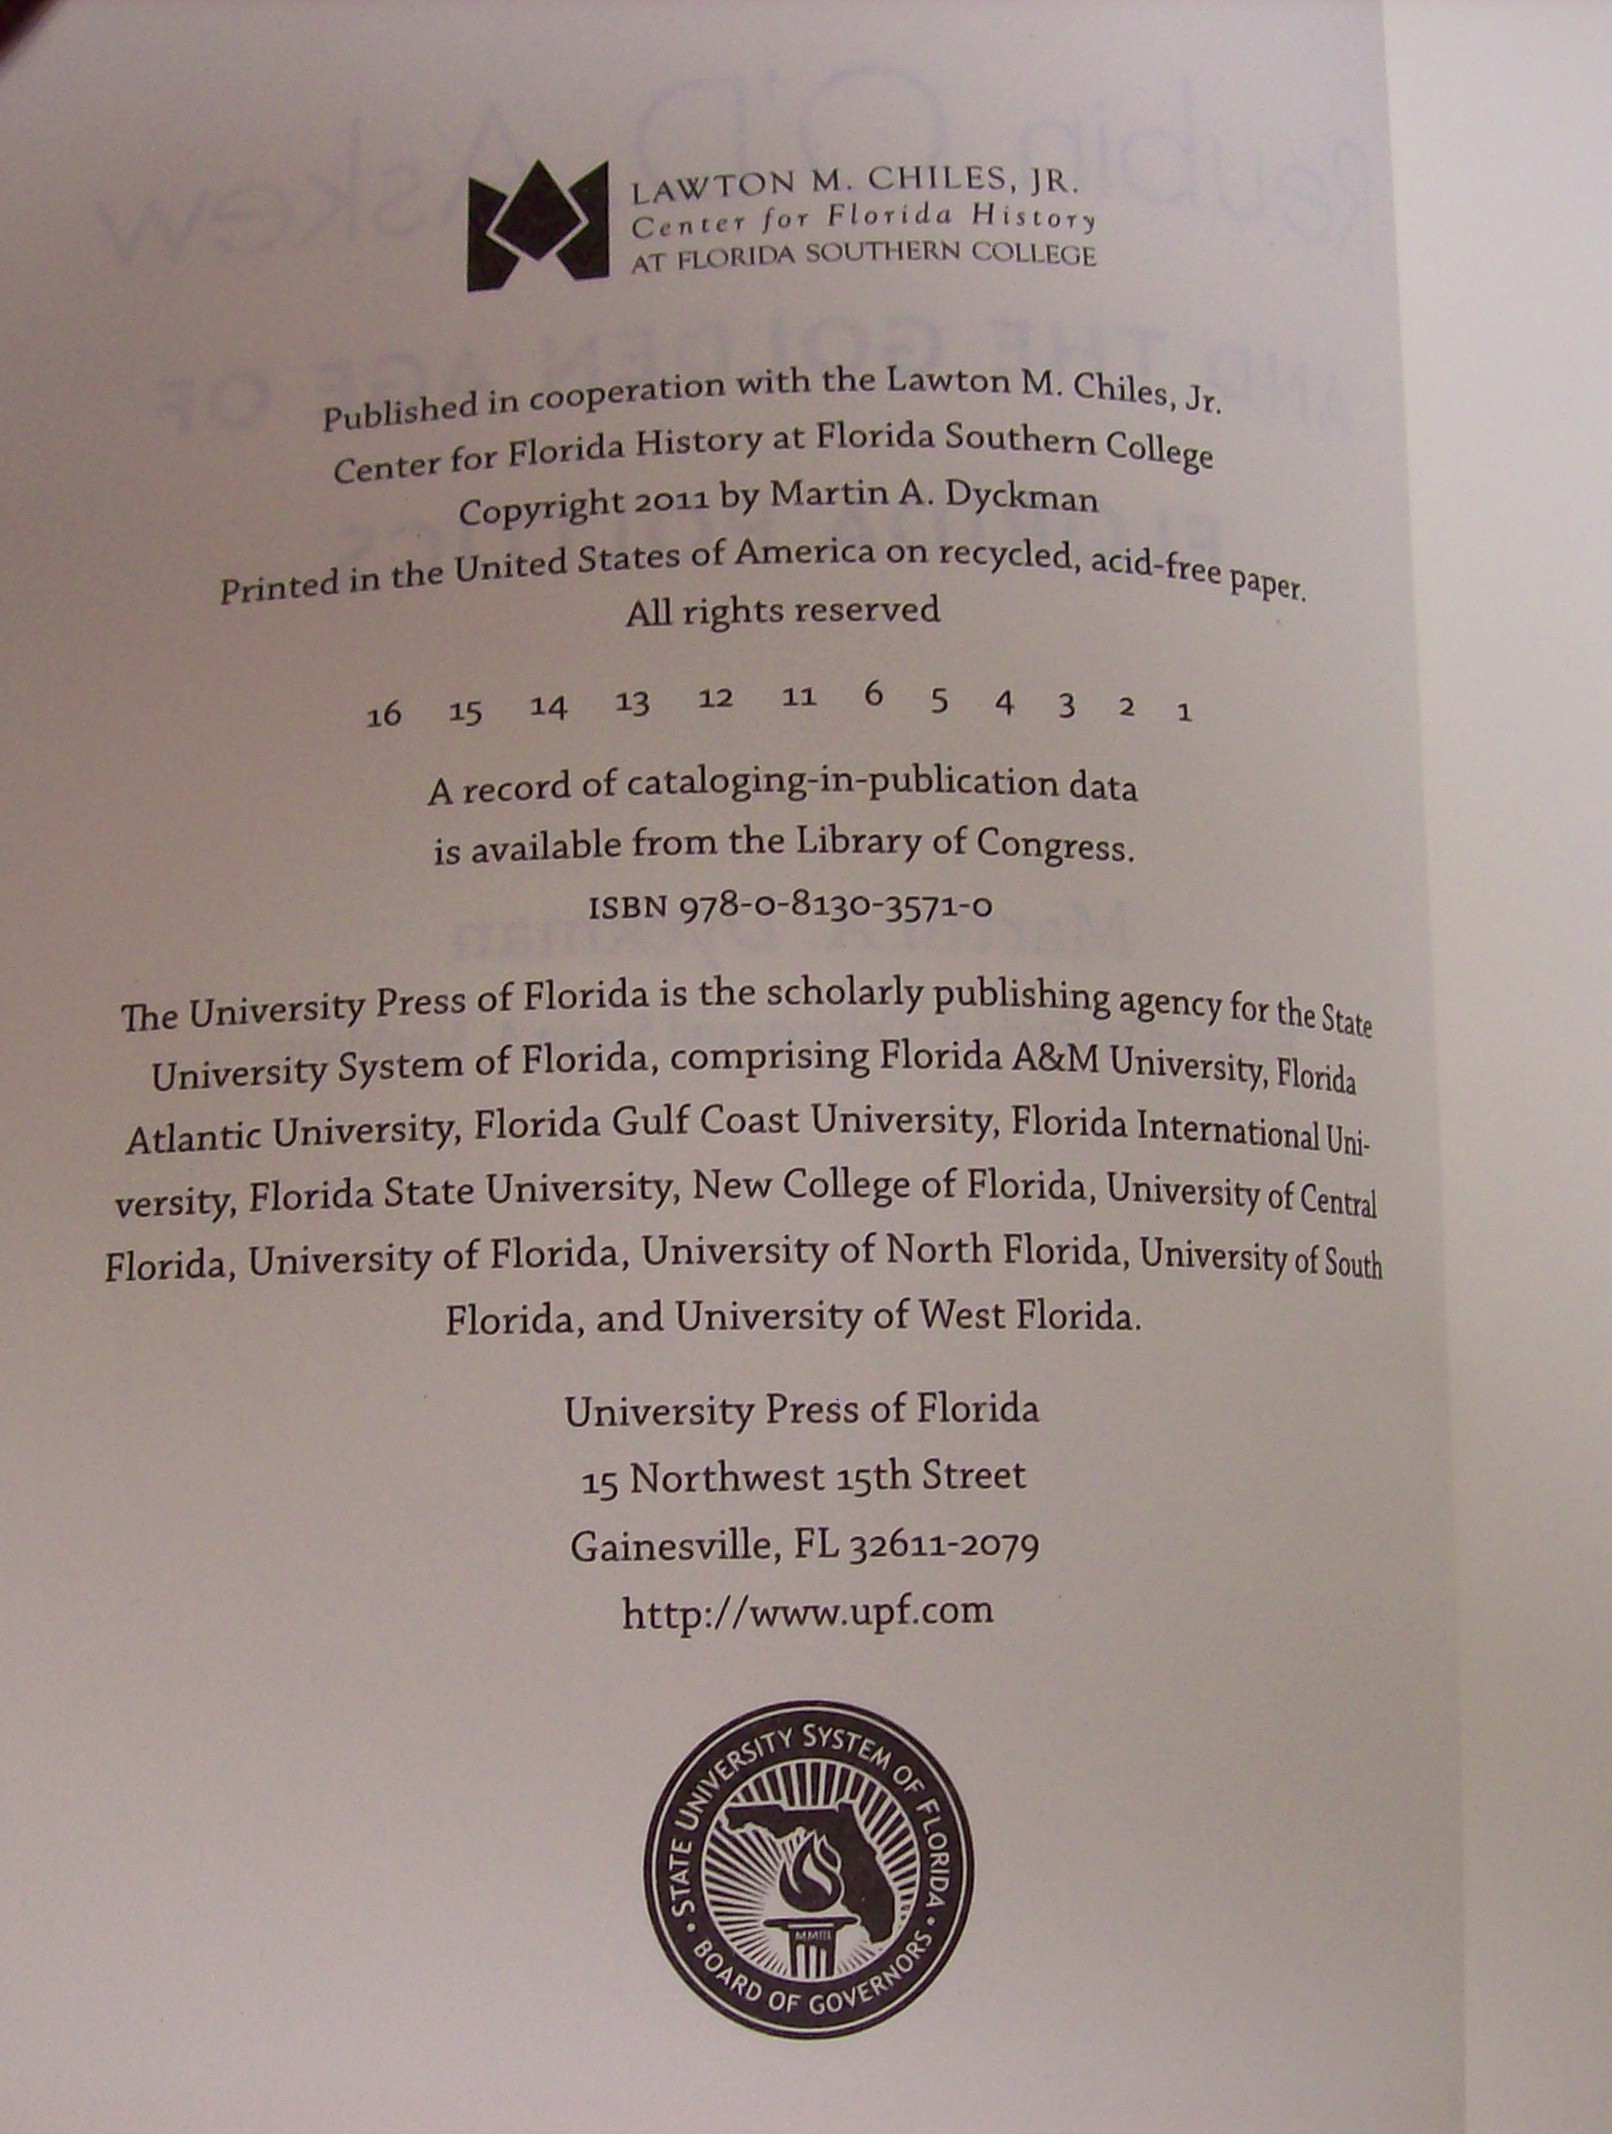 LAWTON M. CHILES, JR.
Center for Florida History
AT FLORIDA SOUTHERN COLLEGE
Published in cooperation with the Lawton M. Chiles, Jr.
Center for Florida History at Florida Southern College
Copyright 2011 by Martin A. Dyckman
Printed in the United States of America on recycled, acid-free paper.
All rights reserved
16 15 14 13 12 11 6 5 4 3 2 1
A record of cataloging-in-publication data
is available from the Library of Congress.
ISBN 978-0-8130-3571-0
The University Press of Florida is the scholarly publishing agency for the State
University System of Florida, comprising Florida A&M University, Florida
Atlantic University, Florida Gulf Coast University, Florida International Uni-
versity, Florida State University, New College of Florida, University of Central
Florida, University of Florida, University of North Florida, University of South
Florida, and University of West Florida.
University Press of Florida
15 Northwest 15th Street
Gainesville, FL 32611-2079
http://www.upf.com
STATE UNIVERSITY SYSTEM OF FLORIDA
MMIII
BOARD OF GOVERNORS